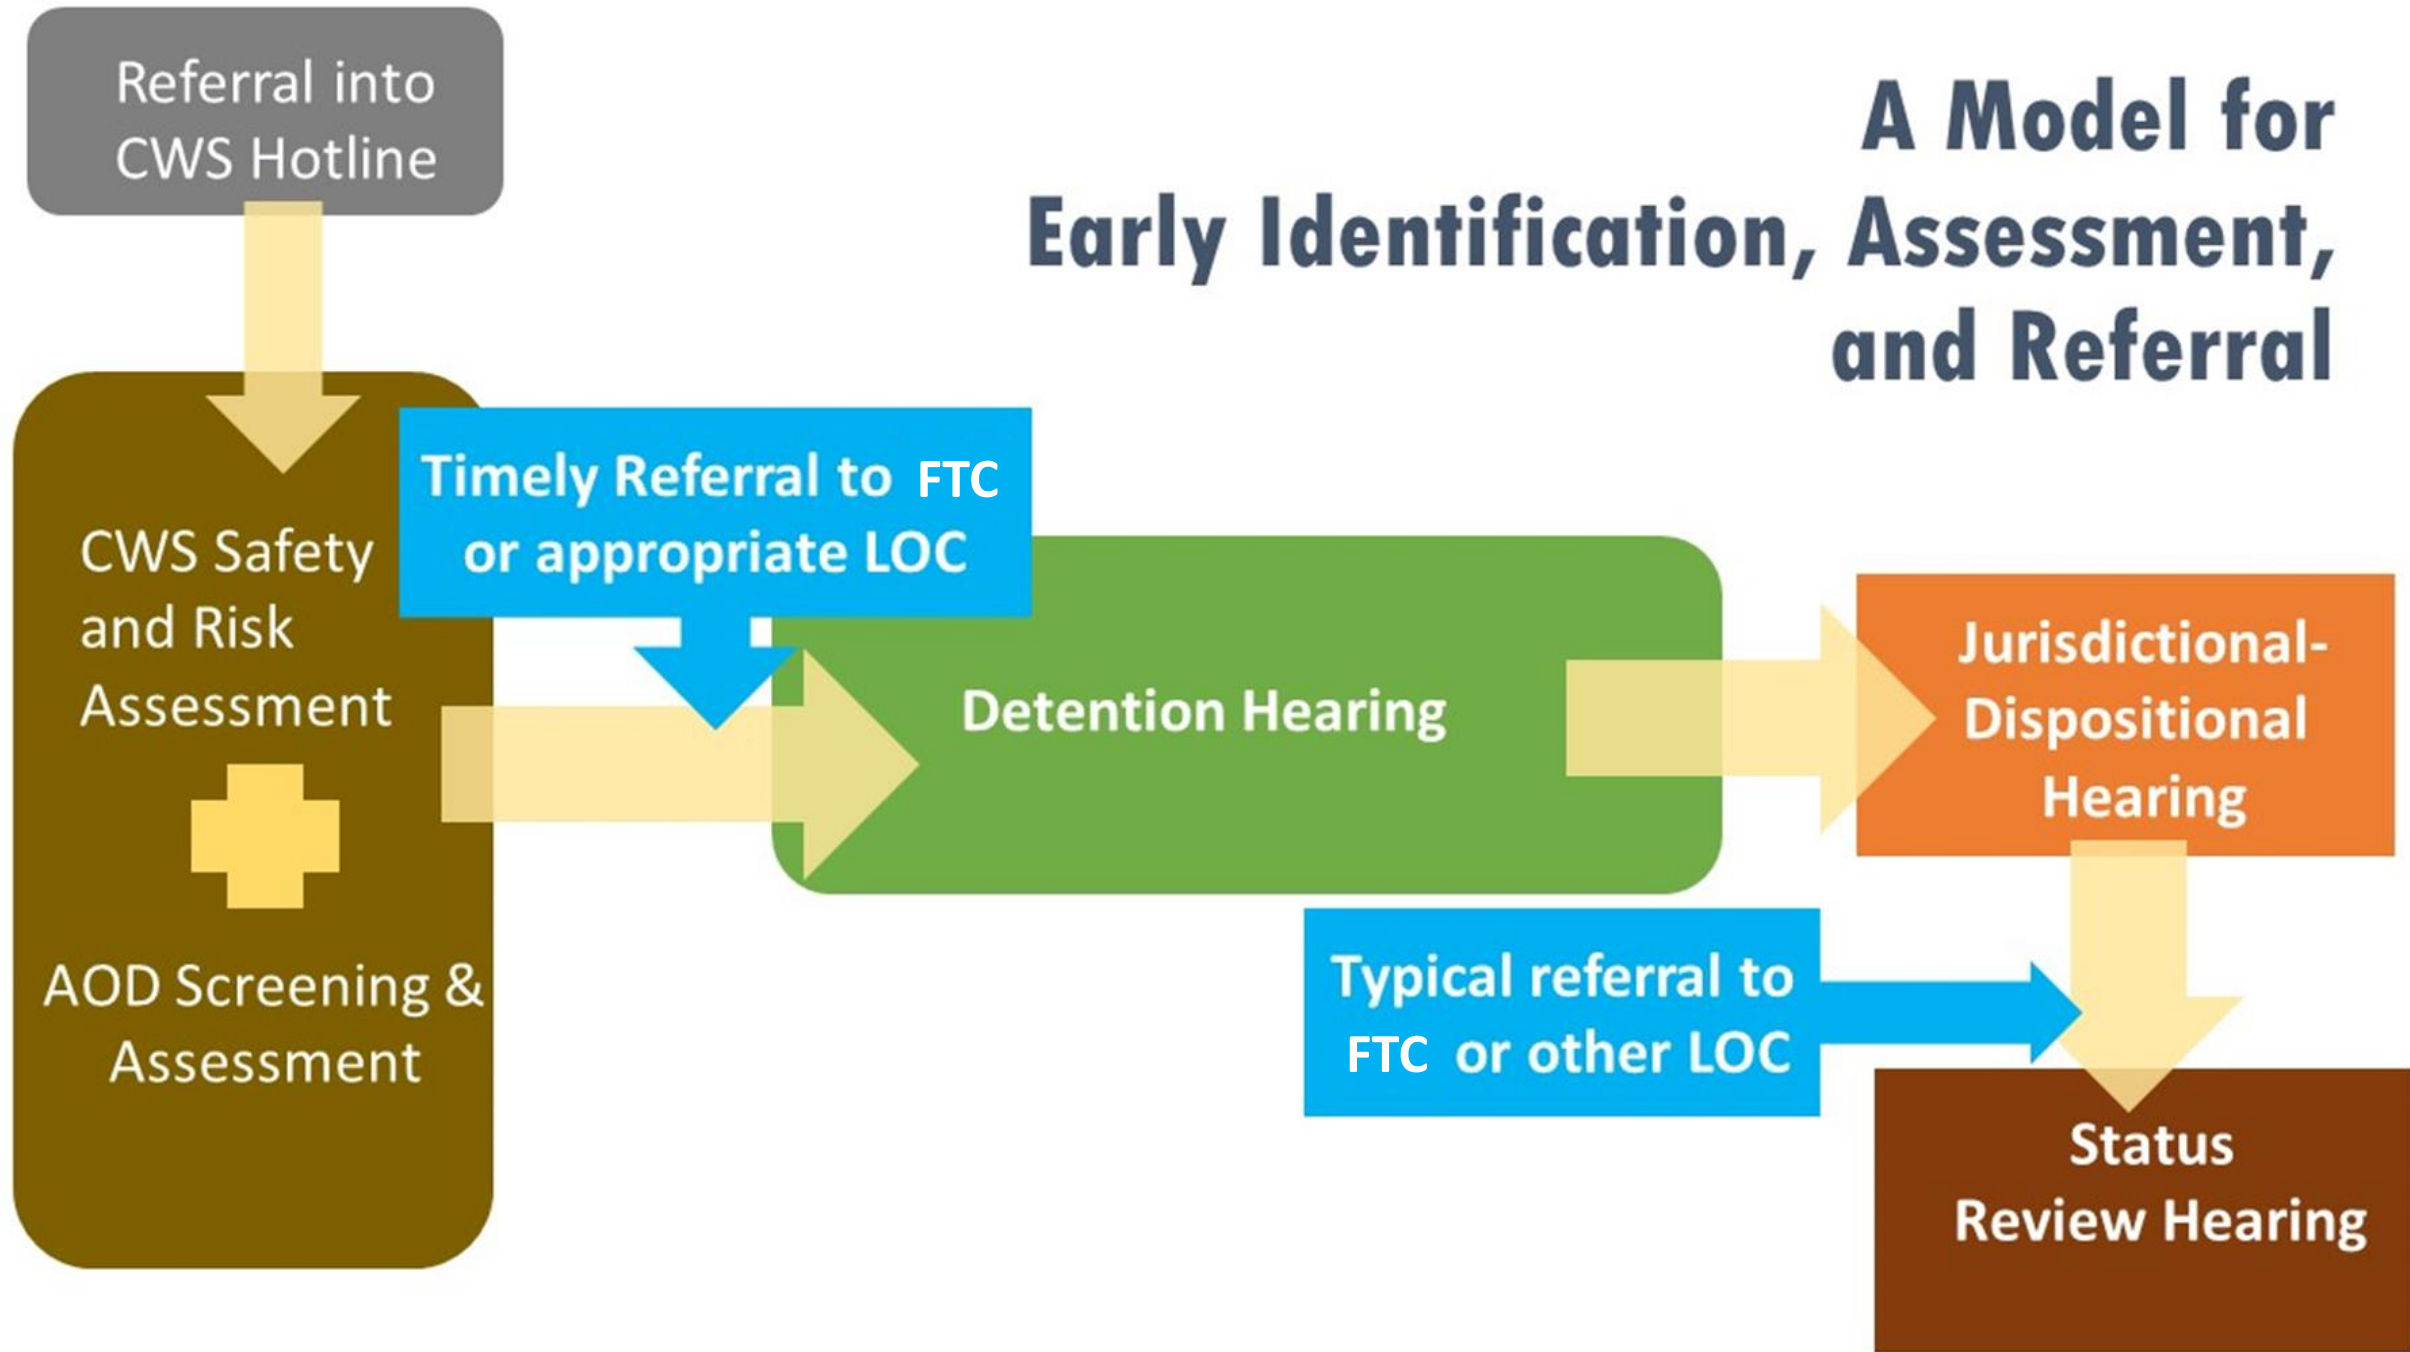 Referral into
CWS Hotline
A Model for
Early Identification, Assessment,
and Referral
Timely Referral to FTC
or appropriate LOC
CWS Safety
and Risk
Assessment
AOD Screening &
Assessment
Detention Hearing
Jurisdictional-
Dispositional
Hearing
Typical referral to
FTC or other LOC
Status
Review Hearing